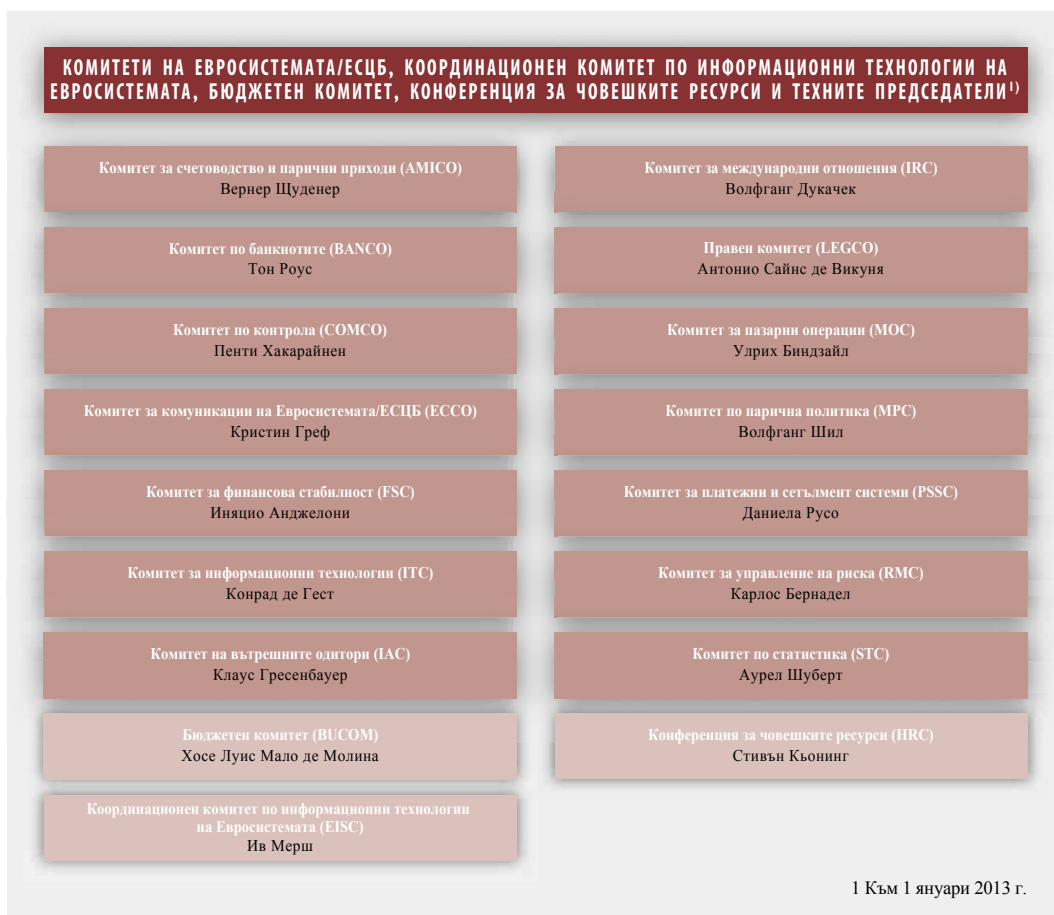 КОМИТЕТИ НА ЕВРОСИСТЕМАТА/ЕСЦБ, КООРДИНАЦИОНЕН КОМИТЕТ ПО ИНФОРМАЦИОННИ ТЕХНОЛОГИИ НА
ЕВРОСИСТЕМАТА, БЮДЖЕТЕН КОМИТЕТ, КОНФЕРЕНЦИЯ ЗА ЧОВЕШКИТЕ РЕСУРСИ И ТЕХНИТЕ ПРЕДСЕДАТЕЛИ1)
Комитет за счетоводство и парични приходи (AMICO)
Вернер Щуденер
Комитет по банкнотите (BANCO)
Тон Роус
Комитет по контрола (COMCO)
Пенти Хакарайнен
Комитет за комуникации на Евросистемата/ЕСЦБ (ECCO)
Кристин Греф
Комитет за финансова стабилност (FSC)
Иняцио Анджелони
Комитет за информационни технологии (ITC)
Конрад де Гест
Комитет на вътрешните одитори (IAC)
Клаус Гресенбауер
Бюджетен комитет (BUCOM)
Хосе Луис Мало де Молина
Координационен комитет по информационни технологии
на Евросистемата (EISC)
Ив Мерш
Комитет за международни отношения (IRC)
Волфганг Дукачек
Правен комитет (LEGCO)
Антонио Сайнс де Викуня
Комитет за пазарни операции (MOC)
Улрих Биндзайл
Комитет по парична политика (MPC)
Волфганг Шил
Комитет за платежни и сетълмент системи (PSSC)
Даниела Русо
Комитет за управление на риска (RMC)
Карлос Бернадел
Комитет по статистика (STC)
Аурел Шуберт
Конференция за човешките ресурси (HRC)
Стивън Кьонинг
1 Към 1 януари 2013 г.